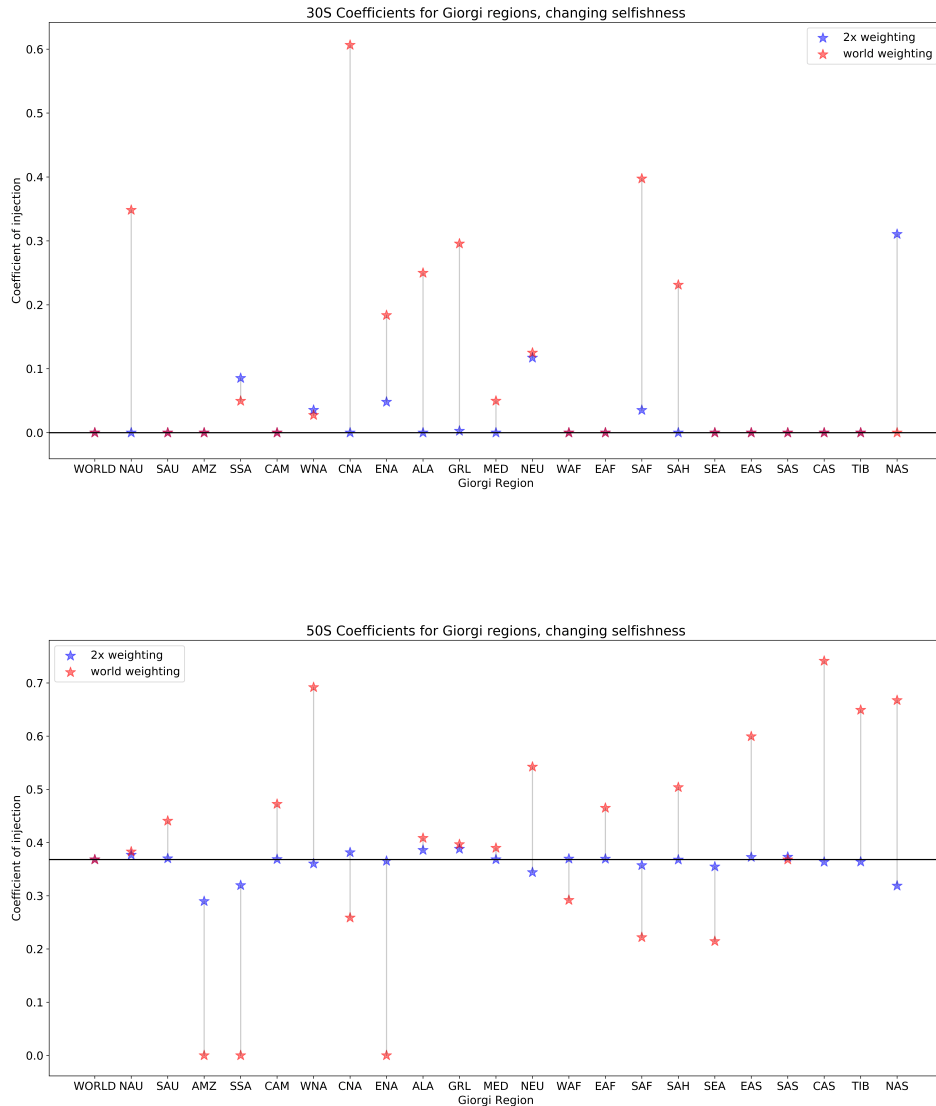 30S Coefficients for Giorgi regions, changing selfishness
2x weighting
world weighting
Coefficient of injection
0.6
0.5
0.4
0.3
0.2
0.1
0.0
WORLD NAU SAU AMZ SSA CAM WNA CNA ENA ALA GRL MED NEU WAF EAF SAF SAH SEA EAS SAS CAS TIB NAS
Giorgi Region
50S Coefficients for Giorgi regions, changing selfishness
2x weighting
world weighting
Coefficient of injection
0.7
0.6
0.5
0.4
0.3
0.2
0.1
0.0
WORLD NAU SAU AMZ SSA CAM WNA CNA ENA ALA GRL MED NEU WAF EAF SAF SAH SEA EAS SAS CAS TIB NAS
Giorgi Region